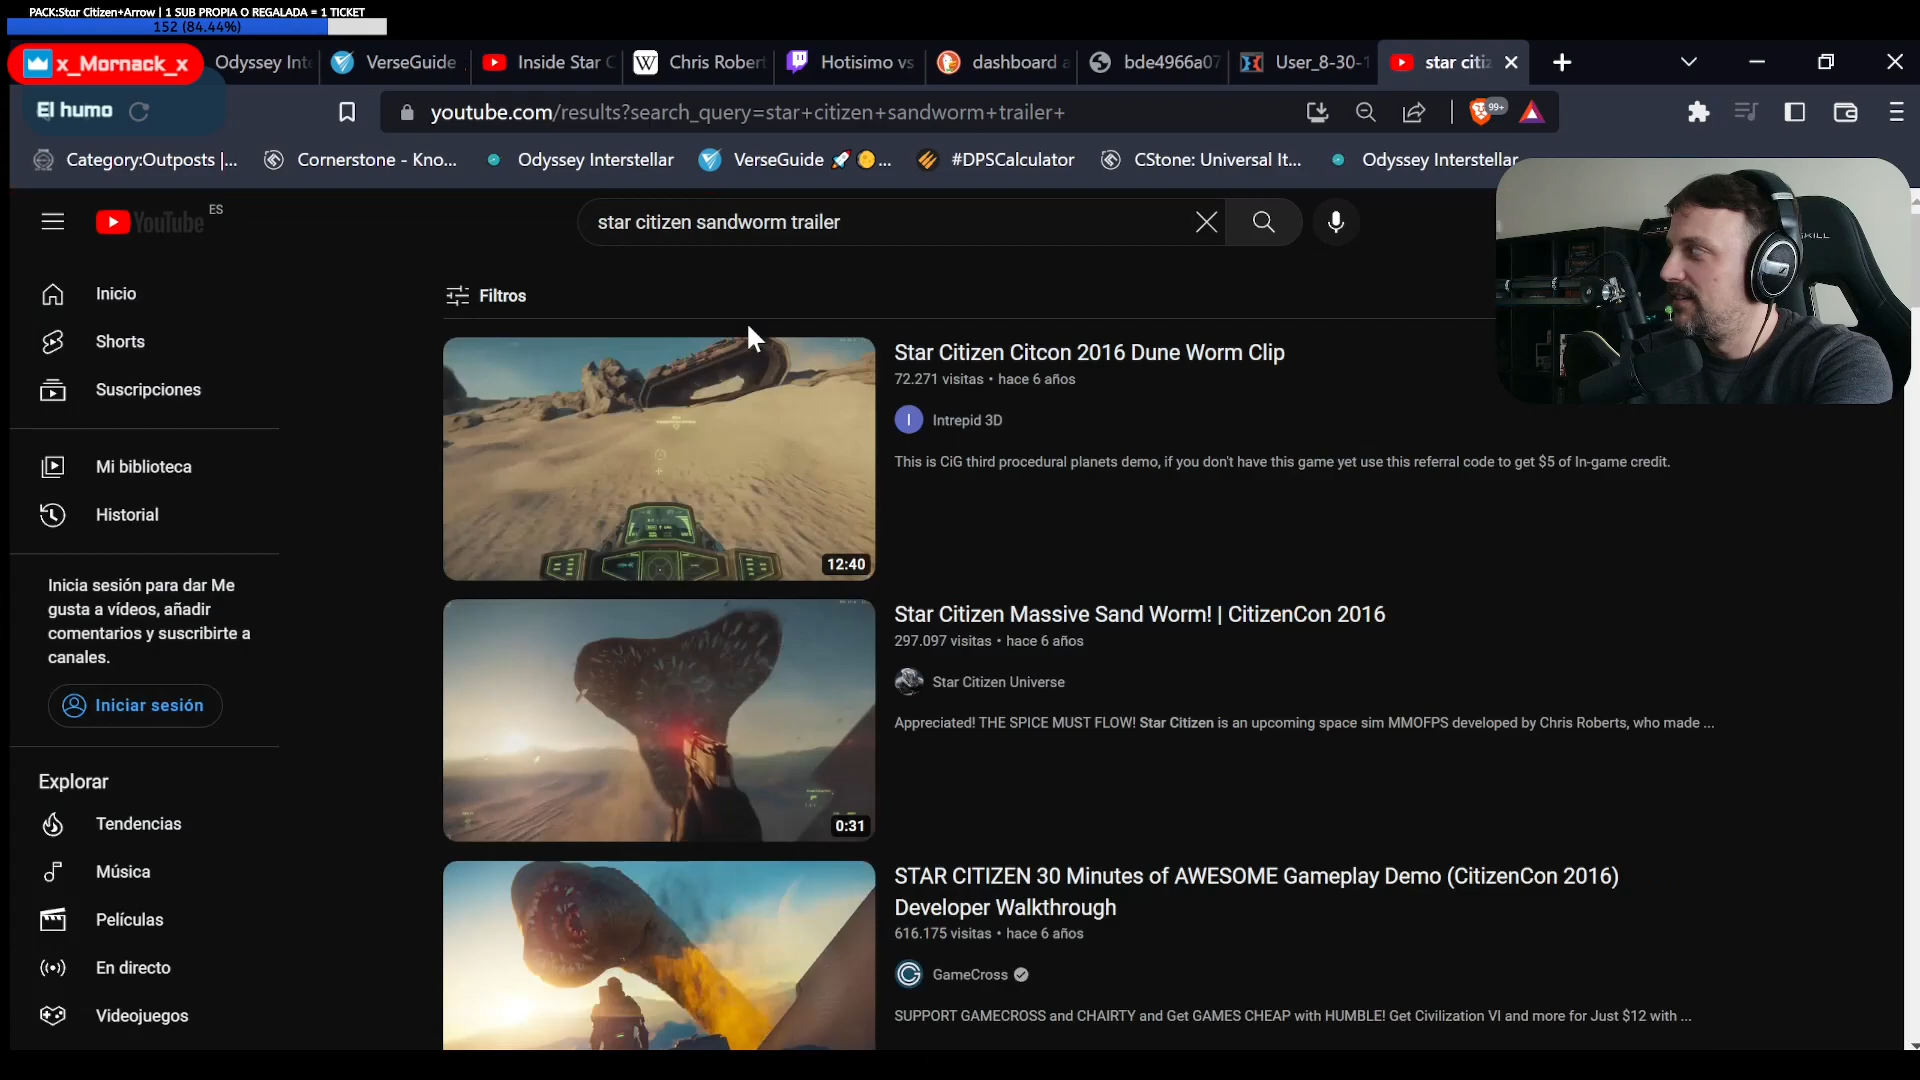 PACK:Star Citizen+Arrow | 1 SUB PROPIA O REGALADA = 1 TICKET
152 (84.44%)
x_Mornack_x
El humo
Odyssey Int
VerseGuide
Inside Star C
Chris Rober
Hotisimo vs
dashboard a
bde4966a07
User_8-30-1
star citiz
youtube.com/results?search_query=star+citizen+sandworm+trailer+
99+
Category:Outposts |...
Cornerstone - Kno...
Odyssey Interstellar
VerseGuide 🚀🪙...
#DPSCalculator
CStone: Universal It...
Odyssey Interstellar
YouTube ES
star citizen sandworm trailer
Inicio
Shorts
Suscripciones
Mi biblioteca
Historial
Inicia sesión para dar Me
gusta a vídeos, añadir
comentarios y suscribirte a
canales.
Iniciar sesión
Explorar
Tendencias
Música
Películas
En directo
Videojuegos
Filtros
12:40
Star Citizen Citcon 2016 Dune Worm Clip
72.271 visitas • hace 6 años
I
Intrepid 3D
This is CiG third procedural planets demo, if you don't have this game yet use this referral code to get $5 of In-game credit.
0:31
Star Citizen Massive Sand Worm! | CitizenCon 2016
297.097 visitas • hace 6 años
Star Citizen Universe
Appreciated! THE SPICE MUST FLOW! Star Citizen is an upcoming space sim MMOFPS developed by Chris Roberts, who made ...
STAR CITIZEN 30 Minutes of AWESOME Gameplay Demo (CitizenCon 2016)
Developer Walkthrough
616.175 visitas • hace 6 años
GameCross
SUPPORT GAMECROSS and CHAIRTY and Get GAMES CHEAP with HUMBLE! Get Civilization VI and more for Just $12 with ...